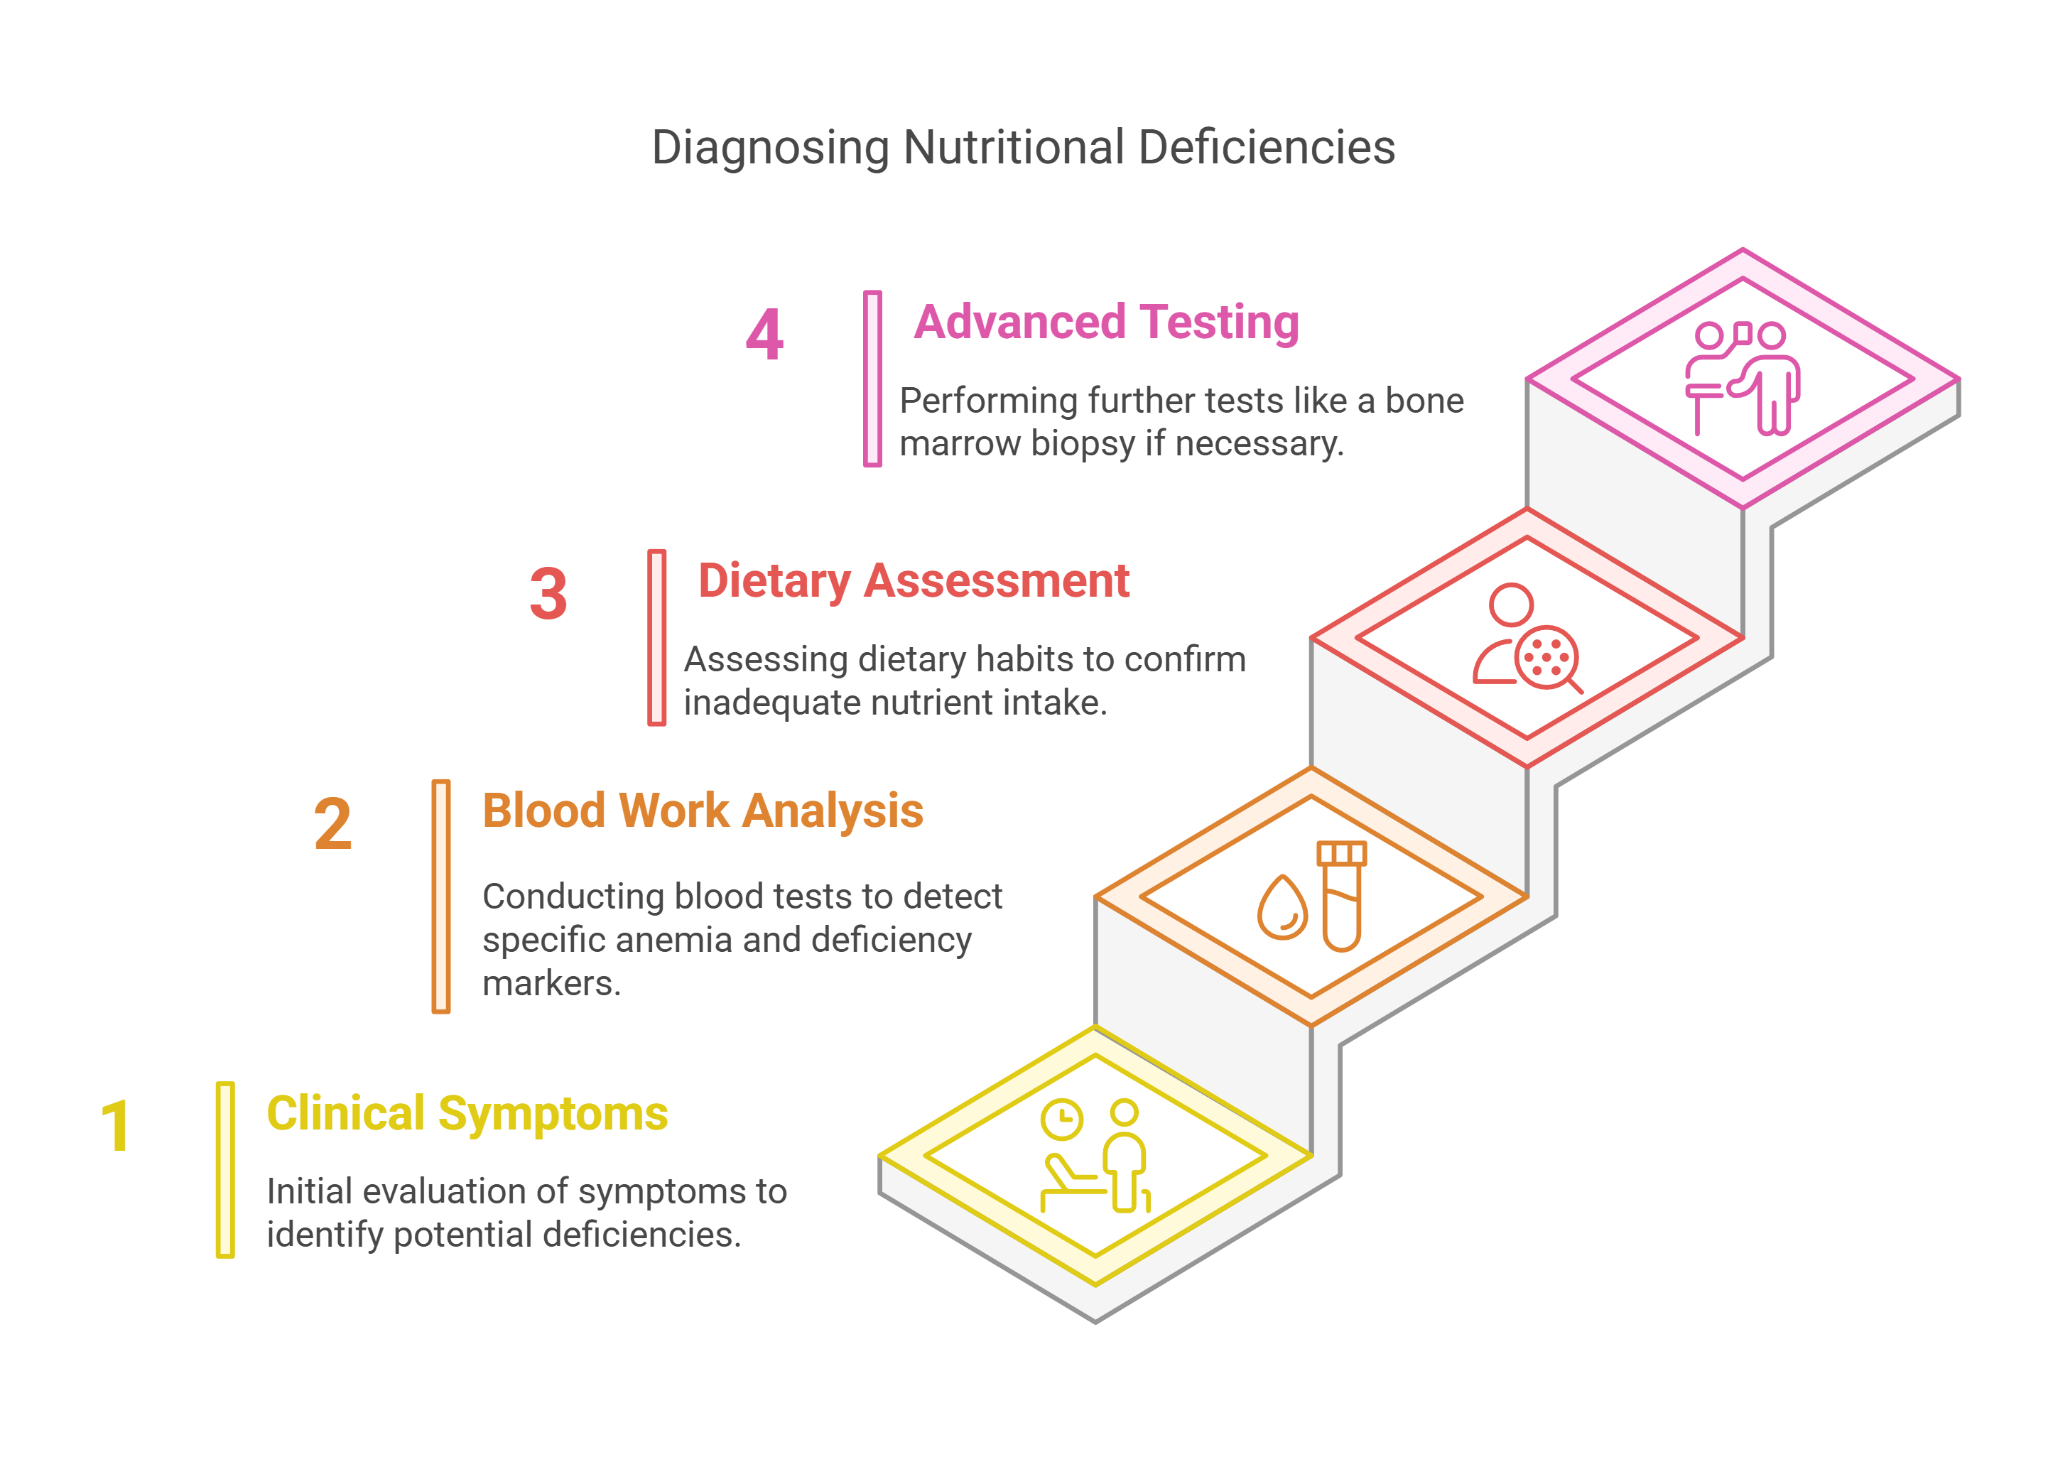 Diagnosing Nutritional Deficiencies
4
Advanced Testing
Performing further tests like a bone
marrow biopsy if necessary.
3
Dietary Assessment
Assessing dietary habits to confirm
inadequate nutrient intake.
2
Blood Work Analysis
Conducting blood tests to detect
specific anemia and deficiency
markers.
1
Clinical Symptoms
Initial evaluation of symptoms to
identify potential deficiencies.